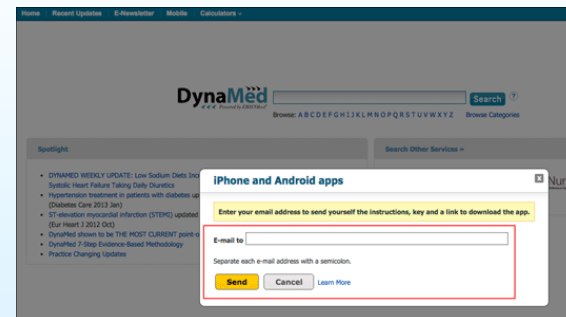 Home Recent Updates E-Newsletter Mobile Calculators
DynaMed
Powered by EBSCOhost
Search ?
Browse: A B C D E F G H I J K L M N O P Q R S T U V W X Y Z Browse Categories
Spotlight
Search Other Services »
• DYNAMED WEEKLY UPDATE: Low Sodium Diets
Systolic Heart Failure Taking Daily Diuretics
• Hypertension treatment in patients with diabetes
(Diabetes Care 2013 Jan)
• ST-elevation myocardial infarction (STEMI) updated
(Eur Heart J 2012 Oct)
• DynaMed shown to be THE MOST CURRENT
• DynaMed 7-Step Evidence-Based Methodology
• Practice Changing Updates
iPhone and Android apps
Enter your email address to send yourself the instructions, key and a link to download the app.
E-mail to
Separate each e-mail address with a semicolon.
Send Cancel Learn More